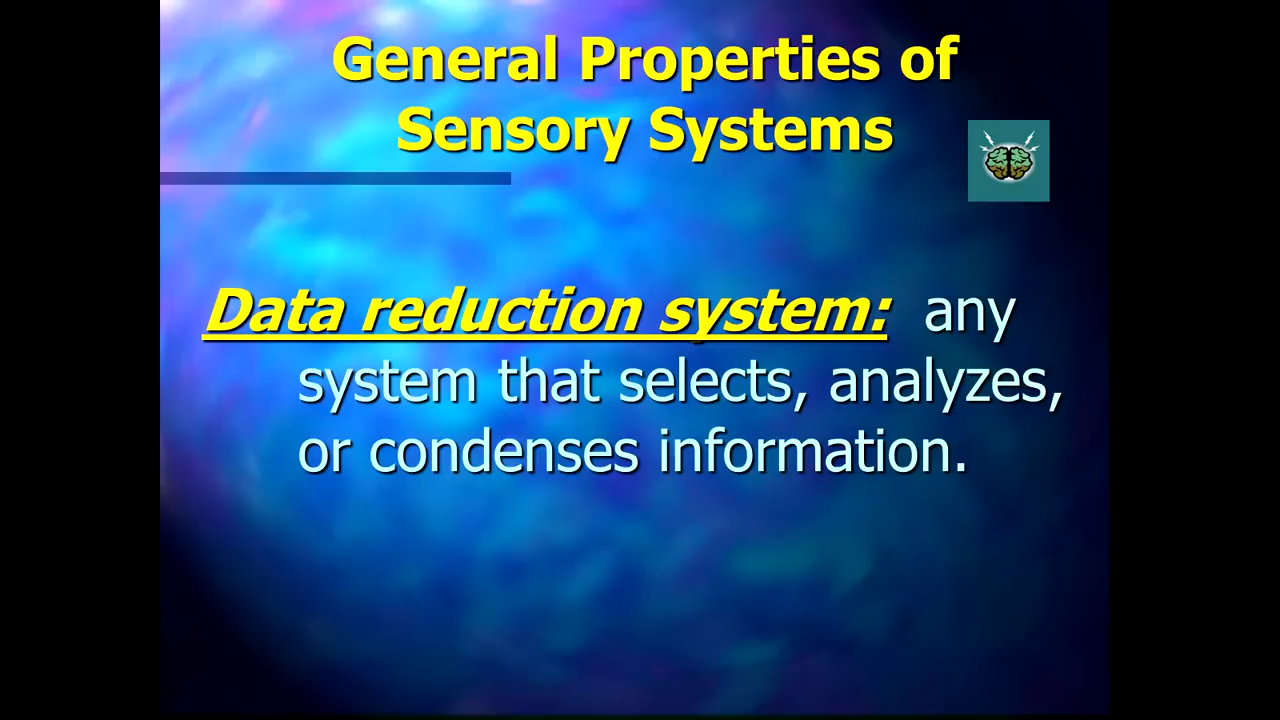 General Properties of
Sensory Systems
Data reduction system: any
system that selects, analyzes,
or condenses information.